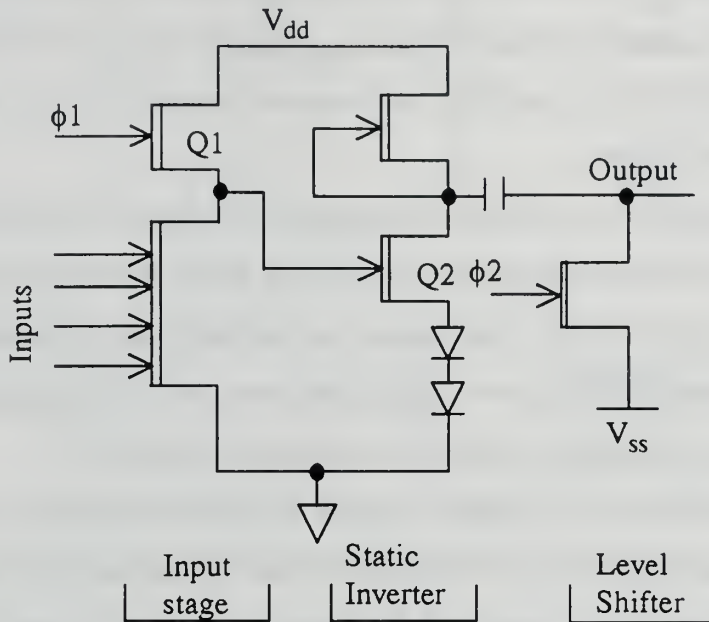 V_dd
ϕ1
Q1
Output
Q2 ϕ2
Inputs
V_ss
Input
stage
Static
Inverter
Level
Shifter